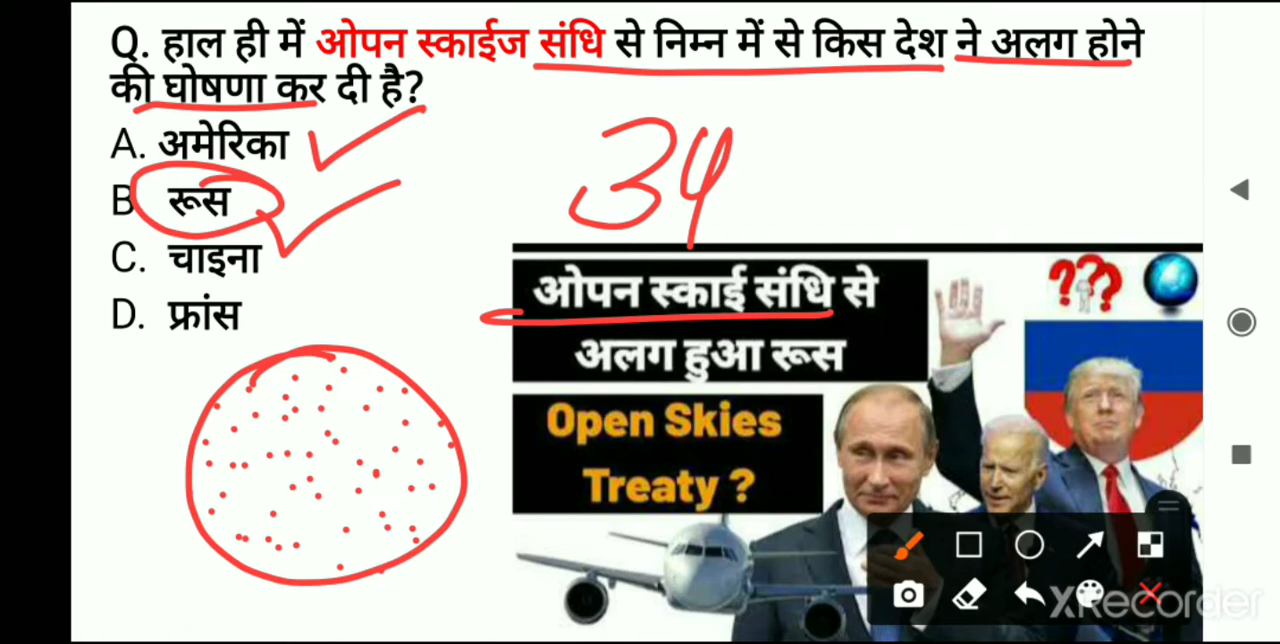 Q. हाल ही में ओपन स्काईज संधि से निम्न में से किस देश ने अलग होने
की घोषणा कर दी है?
A. अमेरिका
B रूस
C. चाइना
D. फ्रांस
34
ओपन स्काई संधि से
अलग हुआ रूस
Open Skies
Treaty ?
???
XRecorder